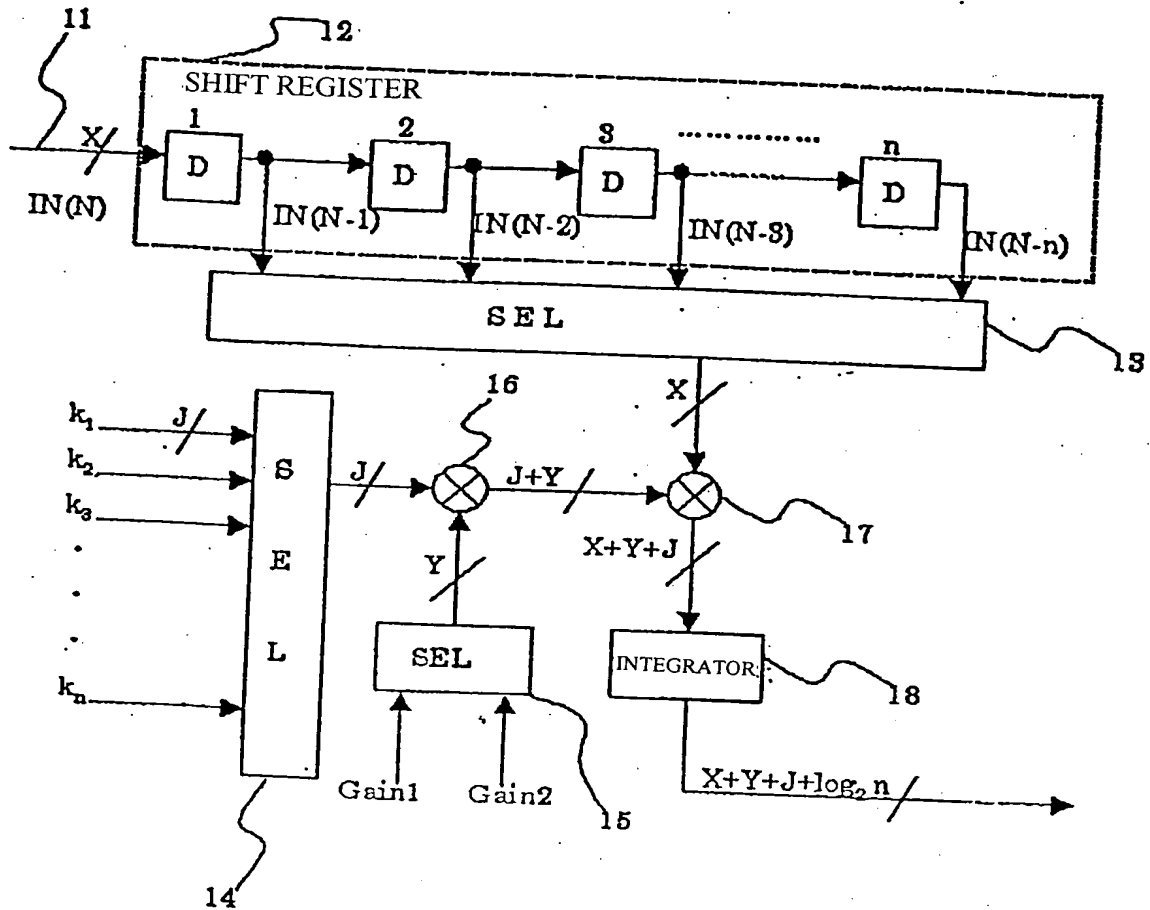 11
12
SHIFT REGISTER
1
2
3
..............
n
X
D
D
D
D
IN(N)
IN(N-1)
IN(N-2)
IN(N-3)
IN(N-n)
SEL
13
16
X
k₁
J
k₂
k₃
S
E
L
J
J+Y
17
Y
X+Y+J
SEL
INTEGRATOR
18
kₙ
Gain1
Gain2
15
X+Y+J+log₂ n
14